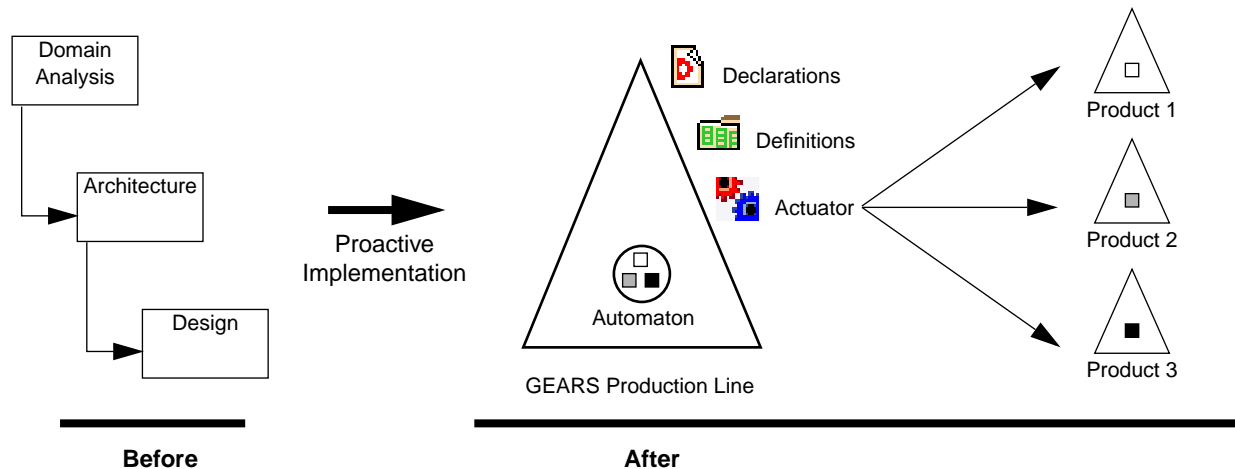 Domain
Analysis
Architecture
Design
Proactive
Implementation
Declarations
Definitions
Actuator
Automaton
GEARS Production Line
Product 1
Product 2
Product 3
Before
After